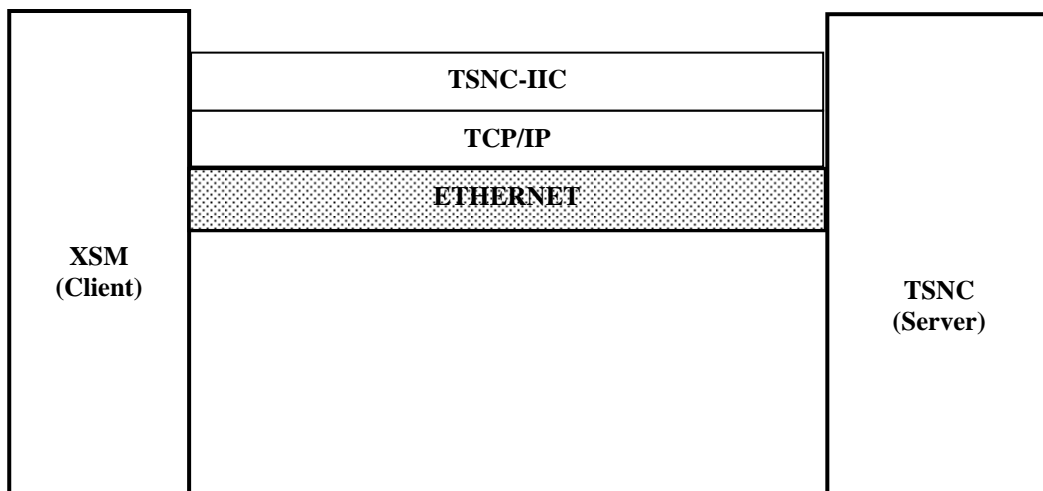 TSNC-IIC
TCP/IP
ETHERNET
XSM
(Client)
TSNC
(Server)